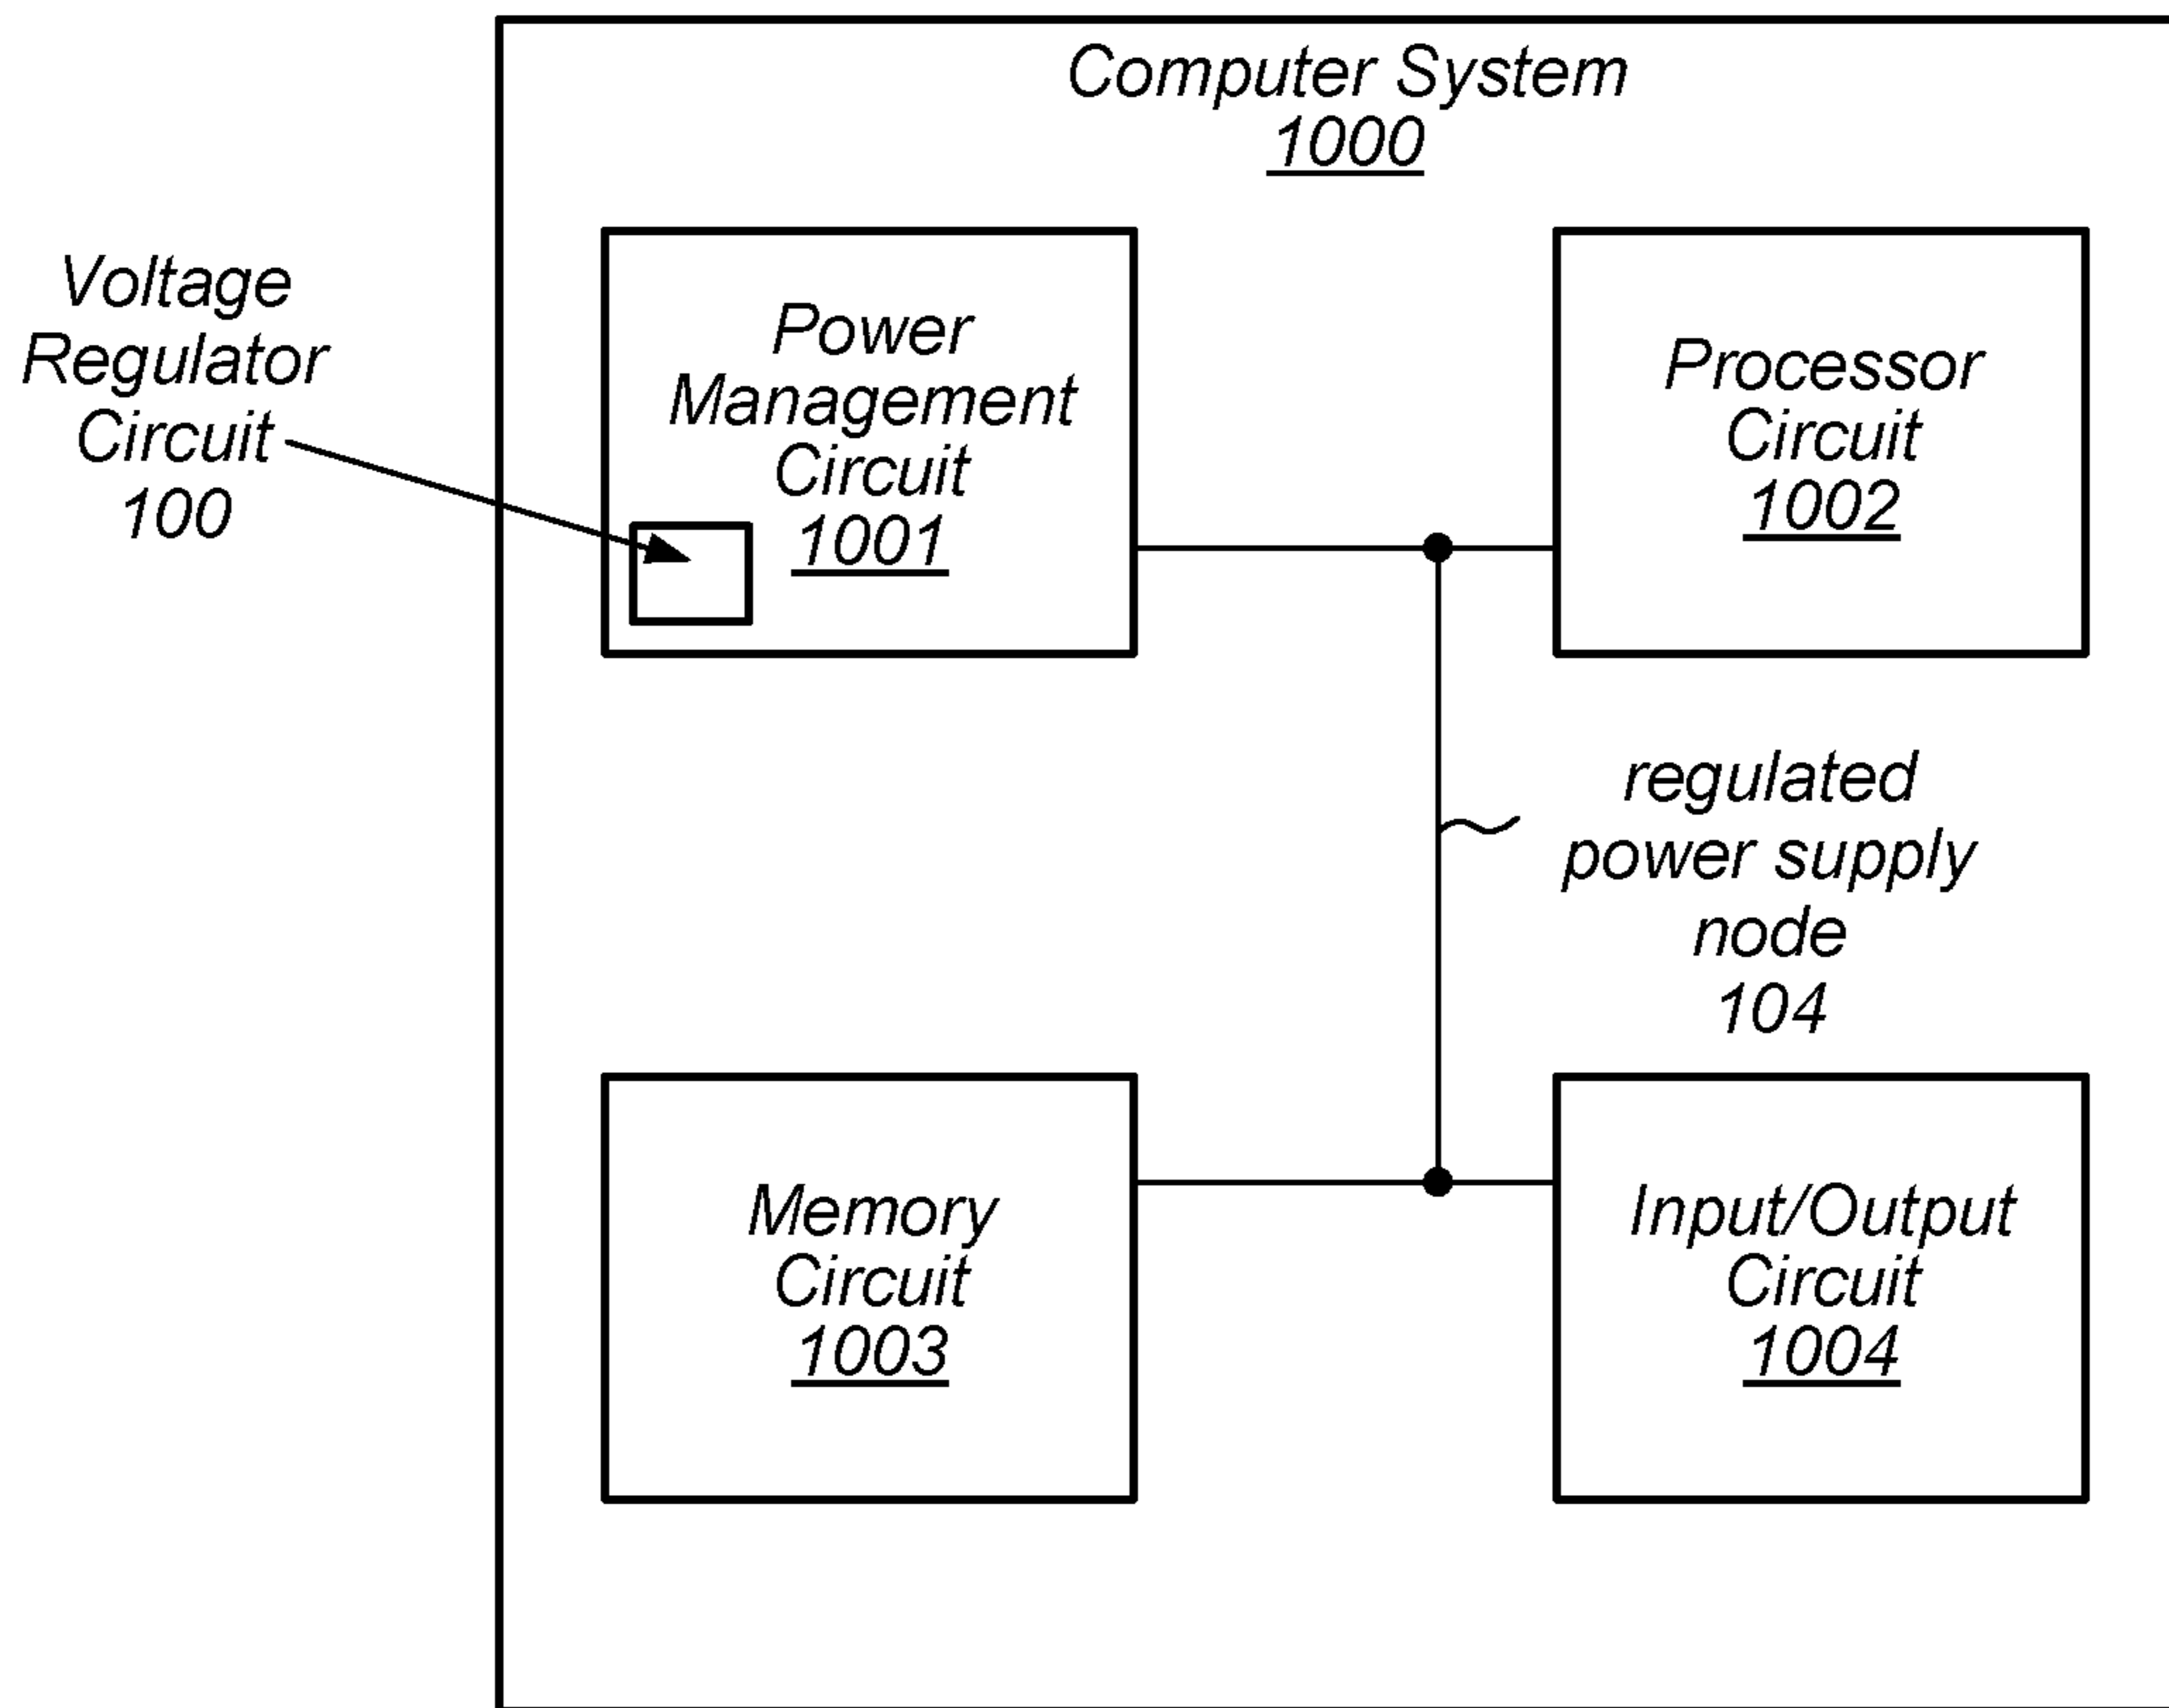 Computer System
1000
Voltage
Regulator
Circuit
100
Power
Management
Circuit
1001
Processor
Circuit
1002
regulated
power supply
node
104
Memory
Circuit
1003
Input/Output
Circuit
1004